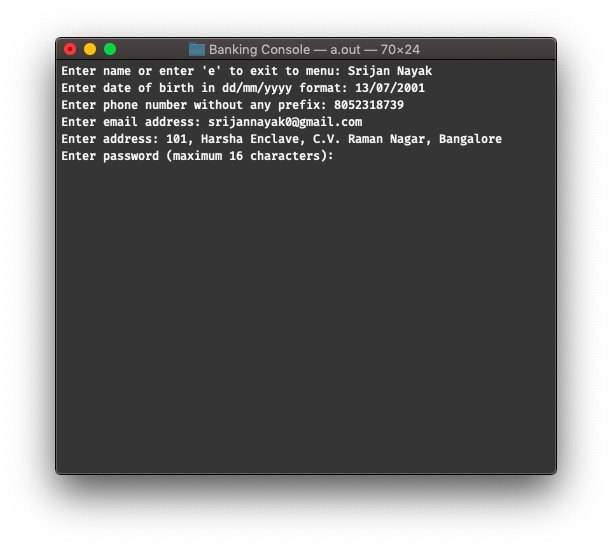 Banking Console — a.out — 70×24
Enter name or enter 'e' to exit to menu: Srijan Nayak
Enter date of birth in dd/mm/yyyy format: 13/07/2001
Enter phone number without any prefix: 8052318739
Enter email address: srijannayak0@gmail.com
Enter address: 101, Harsha Enclave, C.V. Raman Nagar, Bangalore
Enter password (maximum 16 characters):